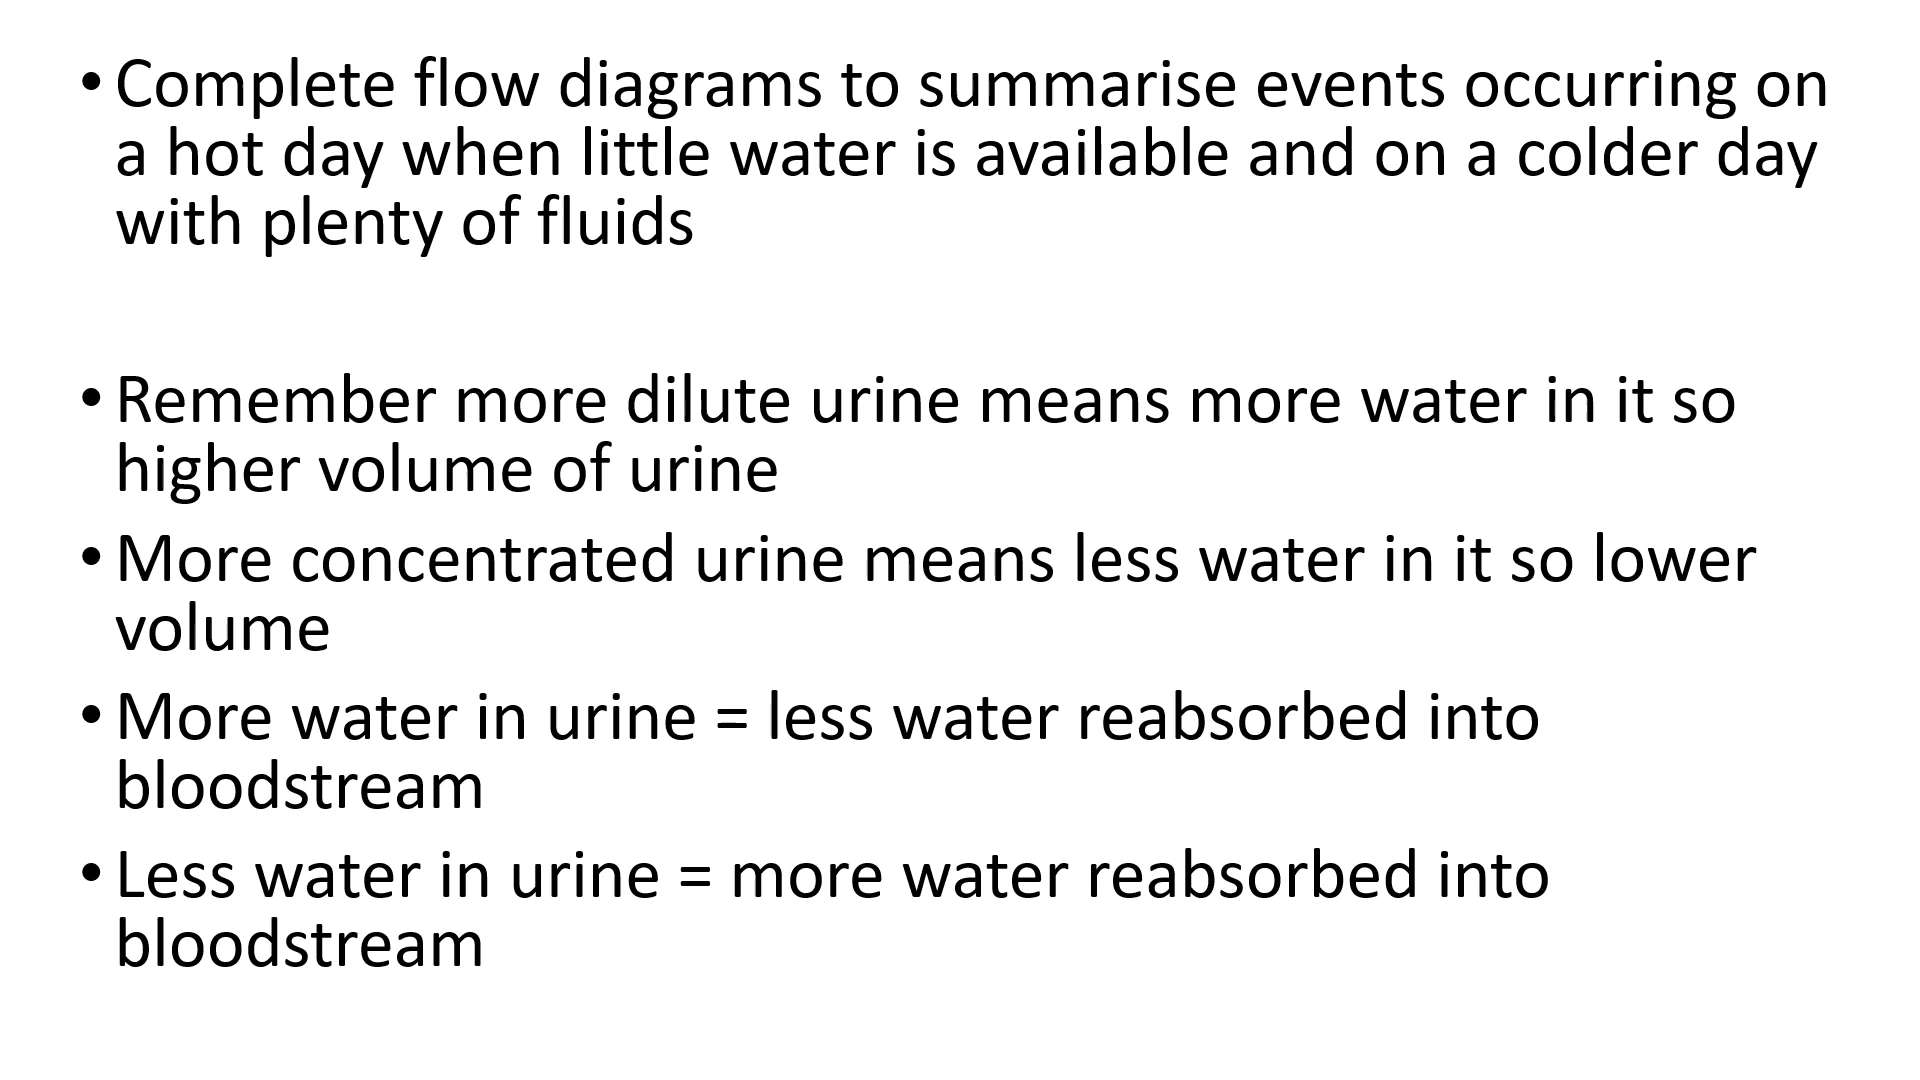 • Complete flow diagrams to summarise events occurring on
a hot day when little water is available and on a colder day
with plenty of fluids
• Remember more dilute urine means more water in it so
higher volume of urine
• More concentrated urine means less water in it so lower
volume
• More water in urine = less water reabsorbed into
bloodstream
• Less water in urine = more water reabsorbed into
bloodstream